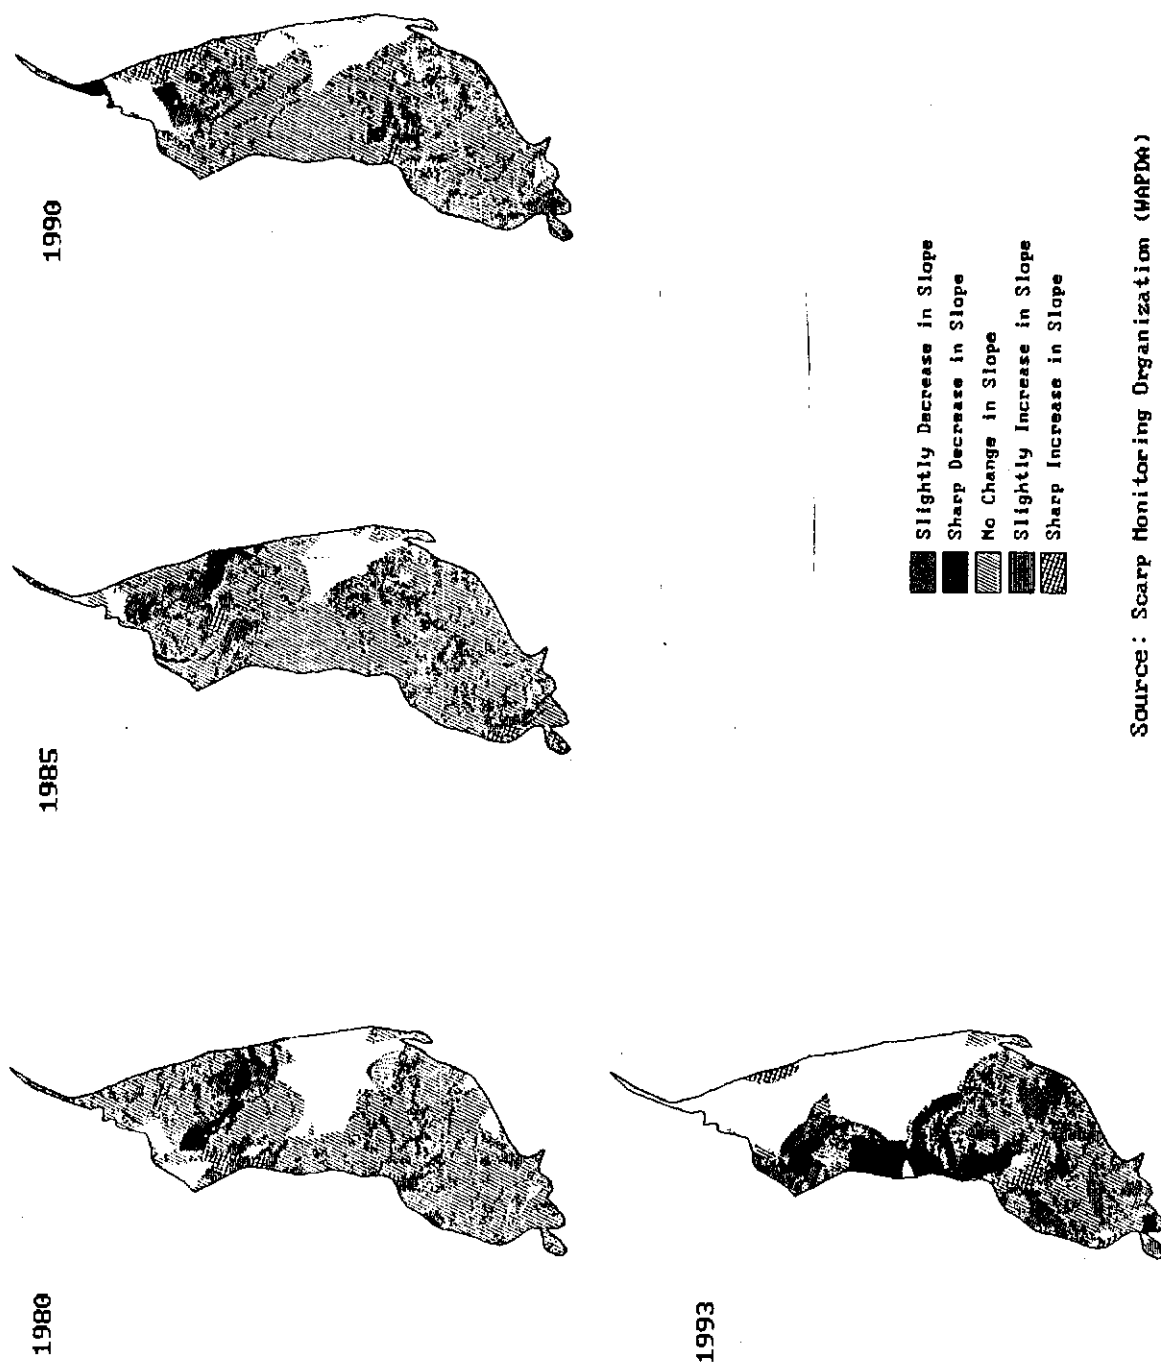 1980
1985
1990
1993
Slightly Decrease in Slope
Sharp Decrease in Slope
No Change in Slope
Slightly Increase in Slope
Sharp Increase in Slope
Source: Scarp Monitoring Organization (WAPDA)